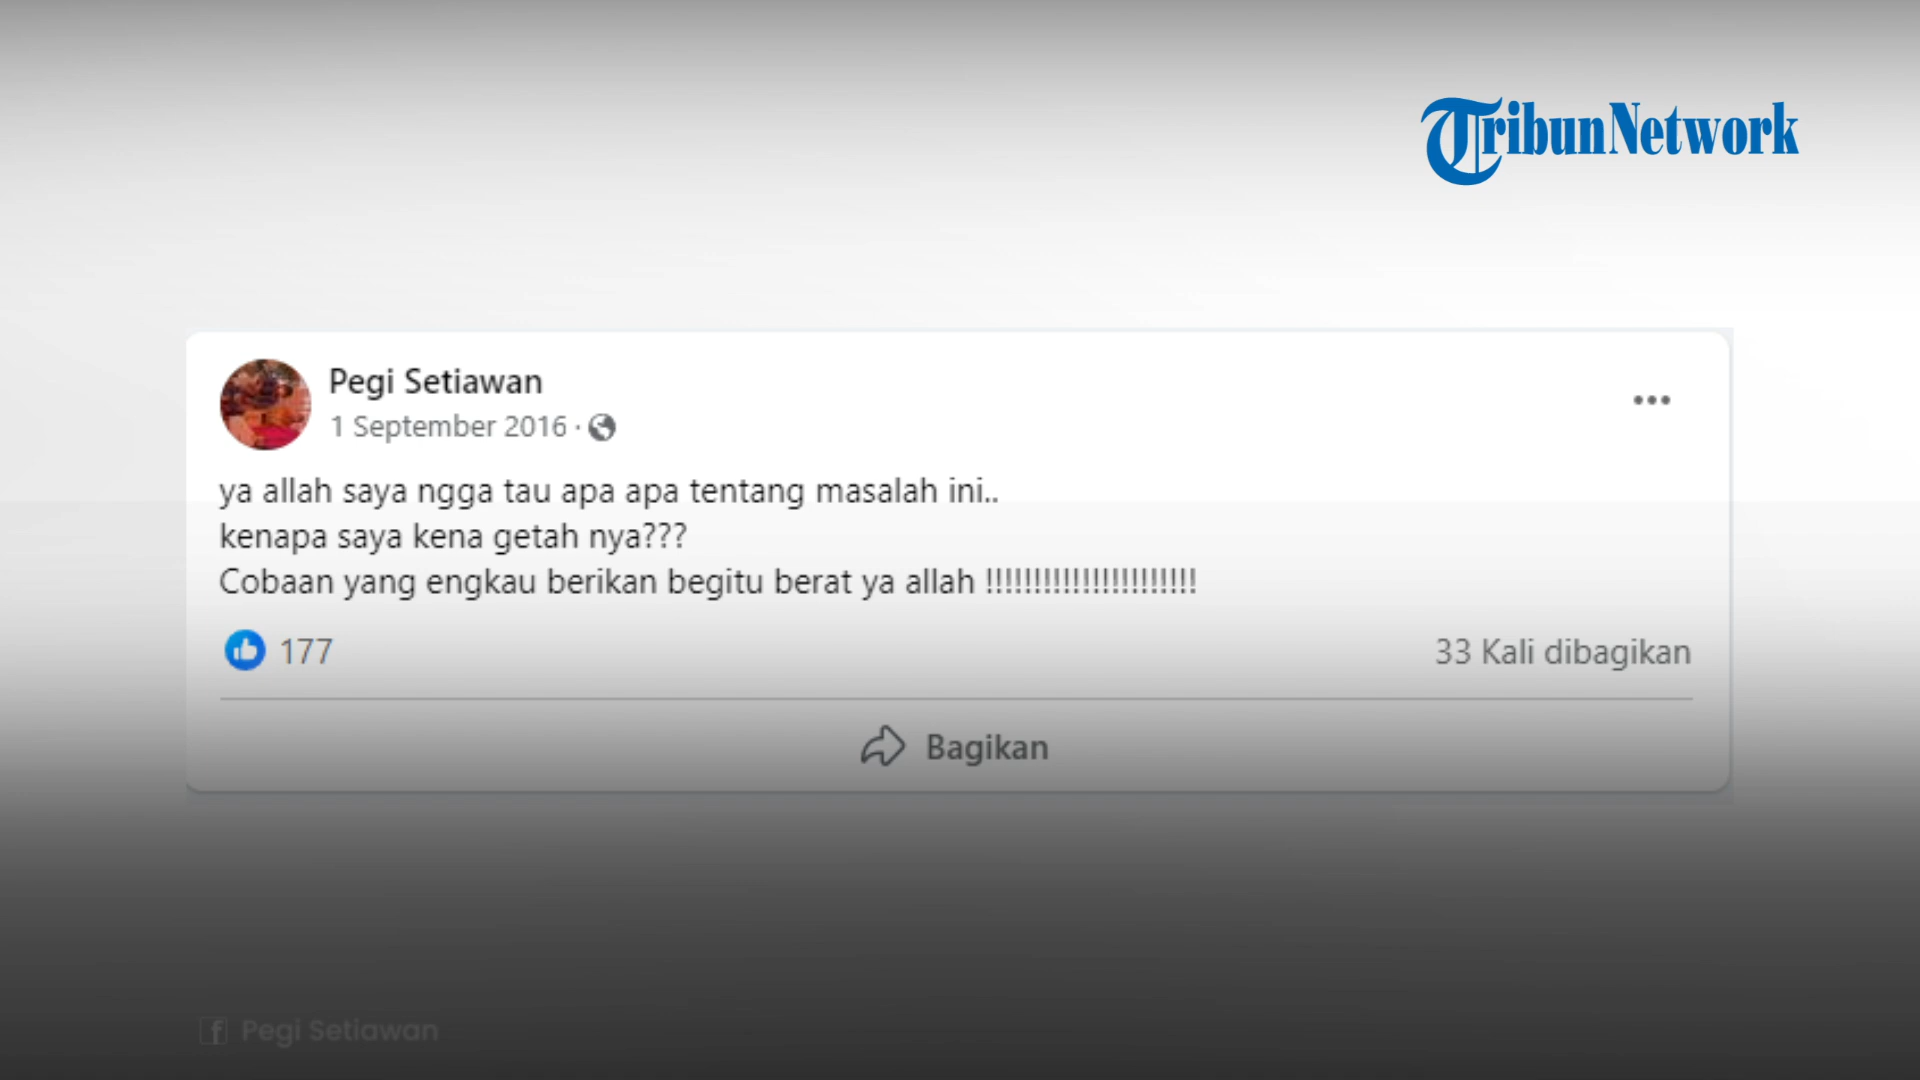 TribunNetwork
Pegi Setiawan
1 September 2016 ·
ya allah saya ngga tau apa apa tentang masalah ini..
kenapa saya kena getah nya???
Cobaan yang engkau berikan begitu berat ya allah !!!!!!!!!!!!!!!!!!!!!!
177
33 Kali dibagikan
Bagikan
f Pegi Setiawan